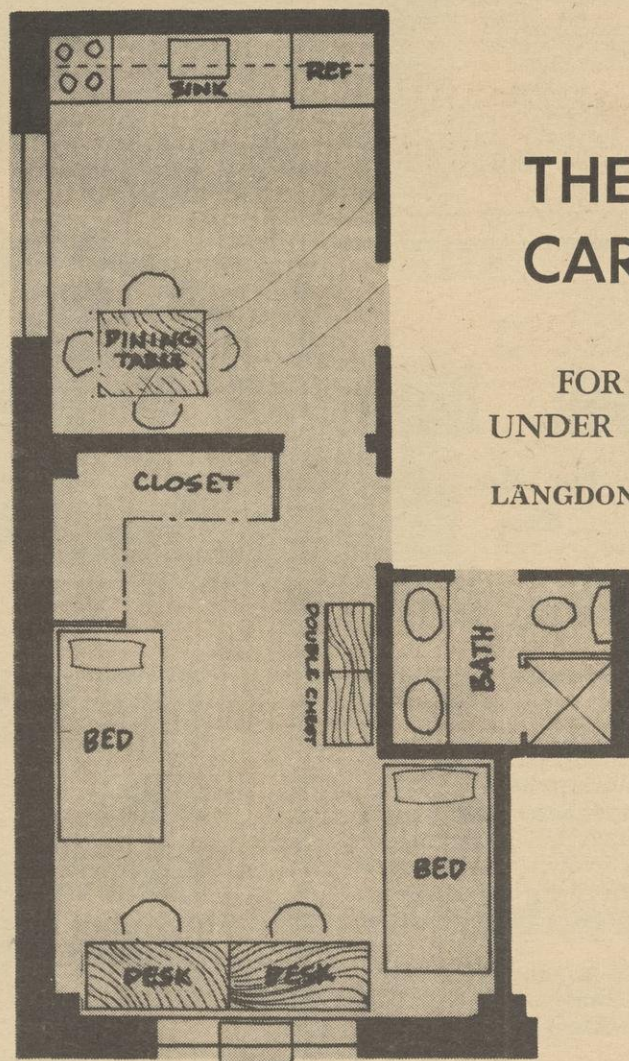 SINK
REF
THE
CAR
DINING
TABLE
FOR
UNDER
CLOSET
LANGDON
DOUBLE CHEST
BATH
BED
BED
DESK
DESK